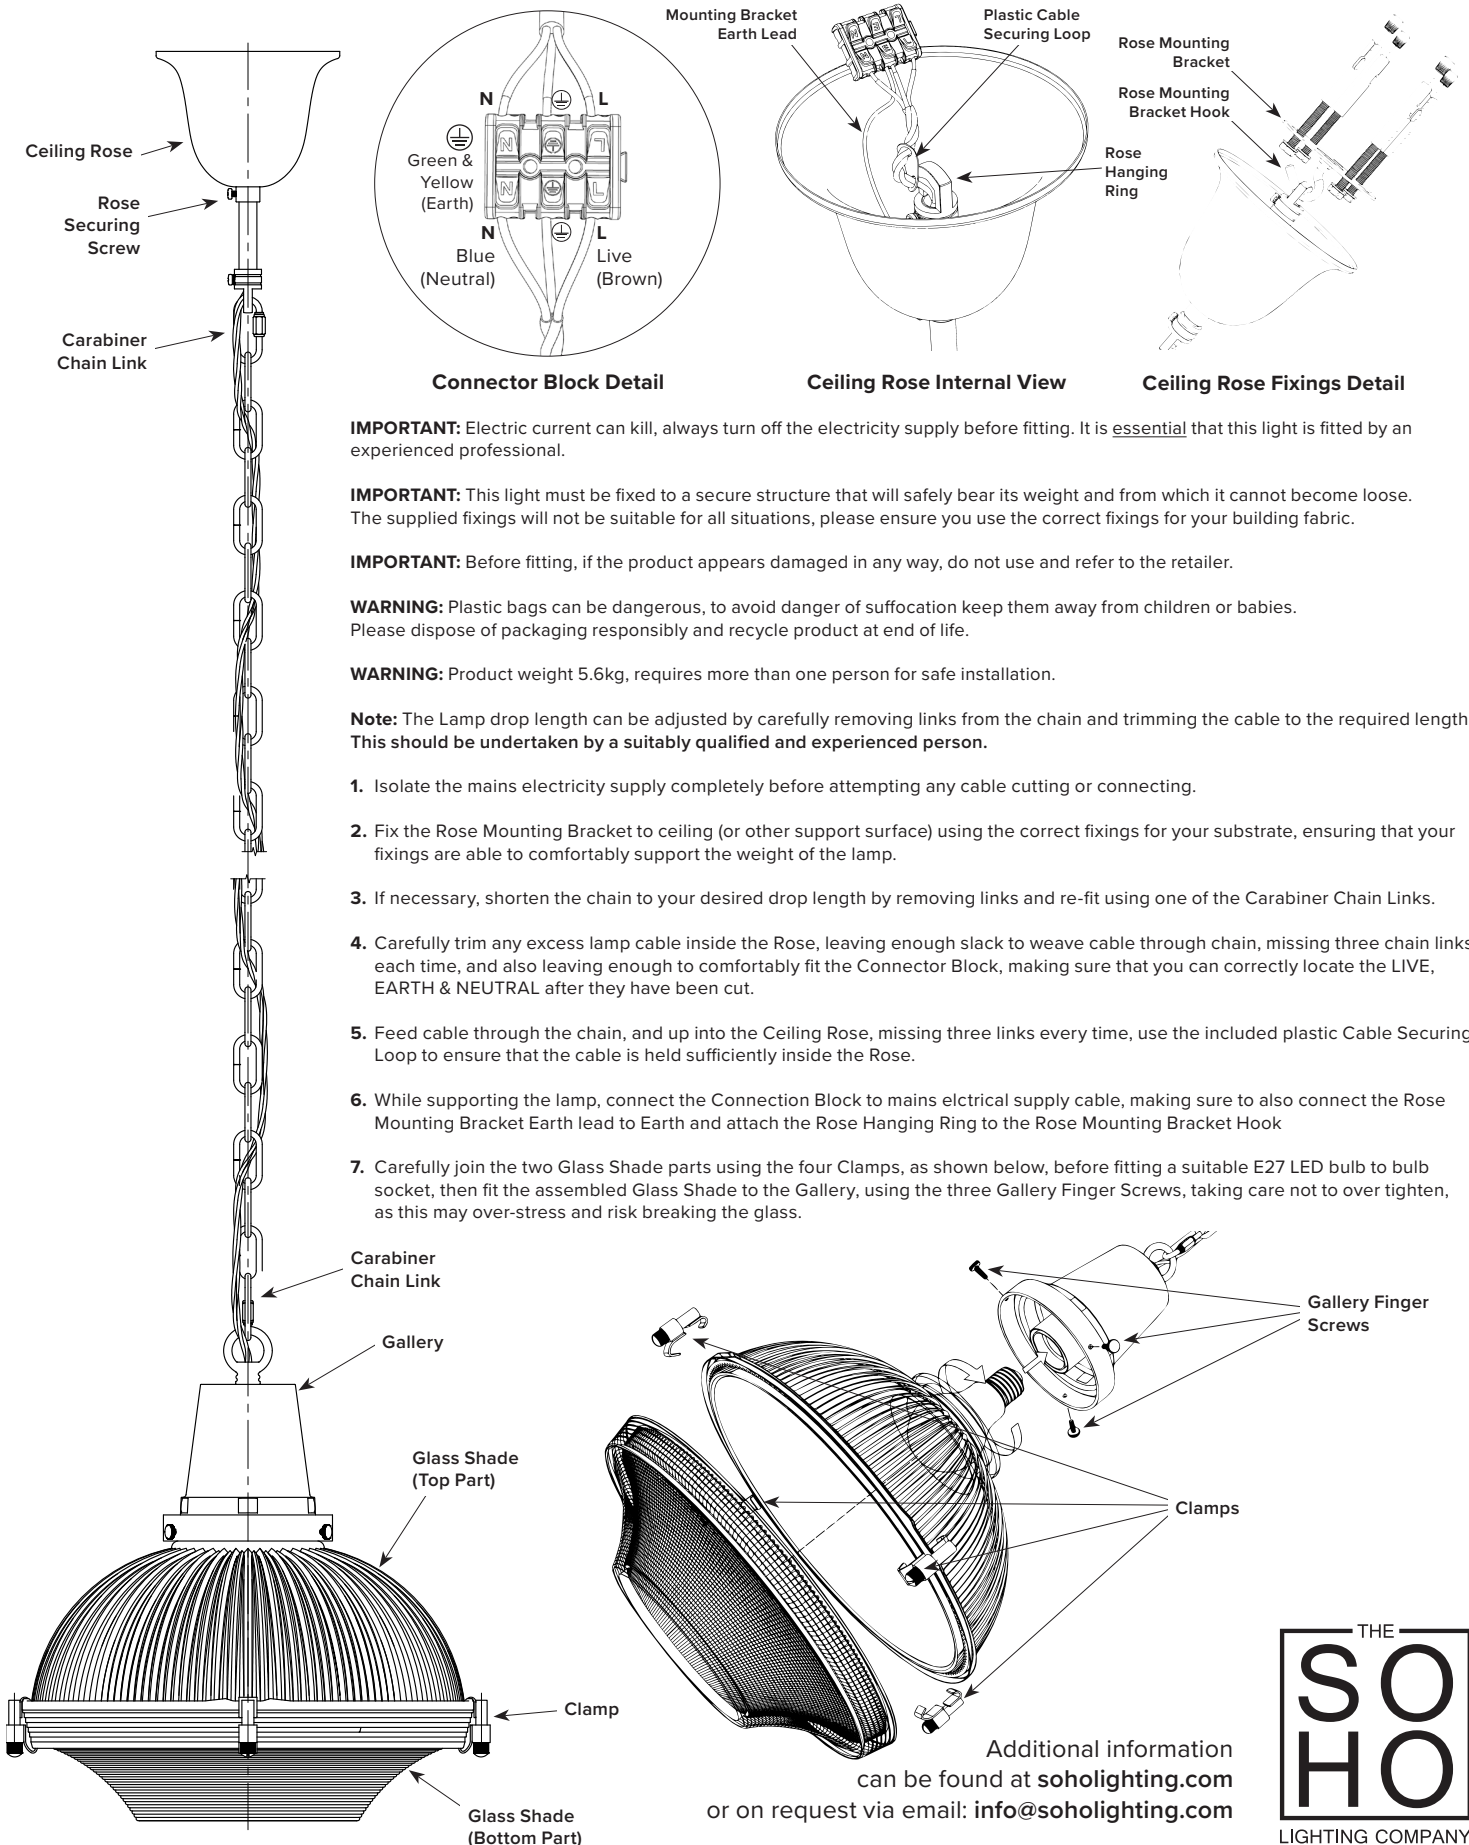 Mounting Bracket
Earth Lead
Plastic Cable
Securing Loop
Rose Mounting
Bracket
Rose Mounting
Bracket Hook
Rose
Hanging
Ring
Ceiling Rose
Rose
Securing
Screw
Carabiner
Chain Link
N
L
Green &
Yellow
(Earth)
N L
N L
N
L
Blue
(Neutral)
Live
(Brown)
Connector Block Detail
Ceiling Rose Internal View
Ceiling Rose Fixings Detail
IMPORTANT: Electric current can kill, always turn off the electricity supply before fitting. It is essential that this light is fitted by an
experienced professional.
IMPORTANT: This light must be fixed to a secure structure that will safely bear its weight and from which it cannot become loose.
The supplied fixings will not be suitable for all situations, please ensure you use the correct fixings for your building fabric.
IMPORTANT: Before fitting, if the product appears damaged in any way, do not use and refer to the retailer.
WARNING: Plastic bags can be dangerous, to avoid danger of suffocation keep them away from children or babies.
Please dispose of packaging responsibly and recycle product at end of life.
WARNING: Product weight 5.6kg, requires more than one person for safe installation.
Note: The Lamp drop length can be adjusted by carefully removing links from the chain and trimming the cable to the required length
This should be undertaken by a suitably qualified and experienced person.
1. Isolate the mains electricity supply completely before attempting any cable cutting or connecting.
2. Fix the Rose Mounting Bracket to ceiling (or other support surface) using the correct fixings for your substrate, ensuring that your
fixings are able to comfortably support the weight of the lamp.
3. If necessary, shorten the chain to your desired drop length by removing links and re-fit using one of the Carabiner Chain Links.
4. Carefully trim any excess lamp cable inside the Rose, leaving enough slack to weave cable through chain, missing three chain links
each time, and also leaving enough to comfortably fit the Connector Block, making sure that you can correctly locate the LIVE,
EARTH & NEUTRAL after they have been cut.
5. Feed cable through the chain, and up into the Ceiling Rose, missing three links every time, use the included plastic Cable Securing
Loop to ensure that the cable is held sufficiently inside the Rose.
6. While supporting the lamp, connect the Connection Block to mains elctrical supply cable, making sure to also connect the Rose
Mounting Bracket Earth lead to Earth and attach the Rose Hanging Ring to the Rose Mounting Bracket Hook
7. Carefully join the two Glass Shade parts using the four Clamps, as shown below, before fitting a suitable E27 LED bulb to bulb
socket, then fit the assembled Glass Shade to the Gallery, using the three Gallery Finger Screws, taking care not to over tighten,
as this may over-stress and risk breaking the glass.
Carabiner
Chain Link
Gallery
Glass Shade
(Top Part)
Clamp
Glass Shade
(Bottom Part)
Gallery Finger
Screws
Clamps
Additional information
can be found at soholighting.com
or on request via email: info@soholighting.com
THE
SO
HO
LIGHTING COMPANY